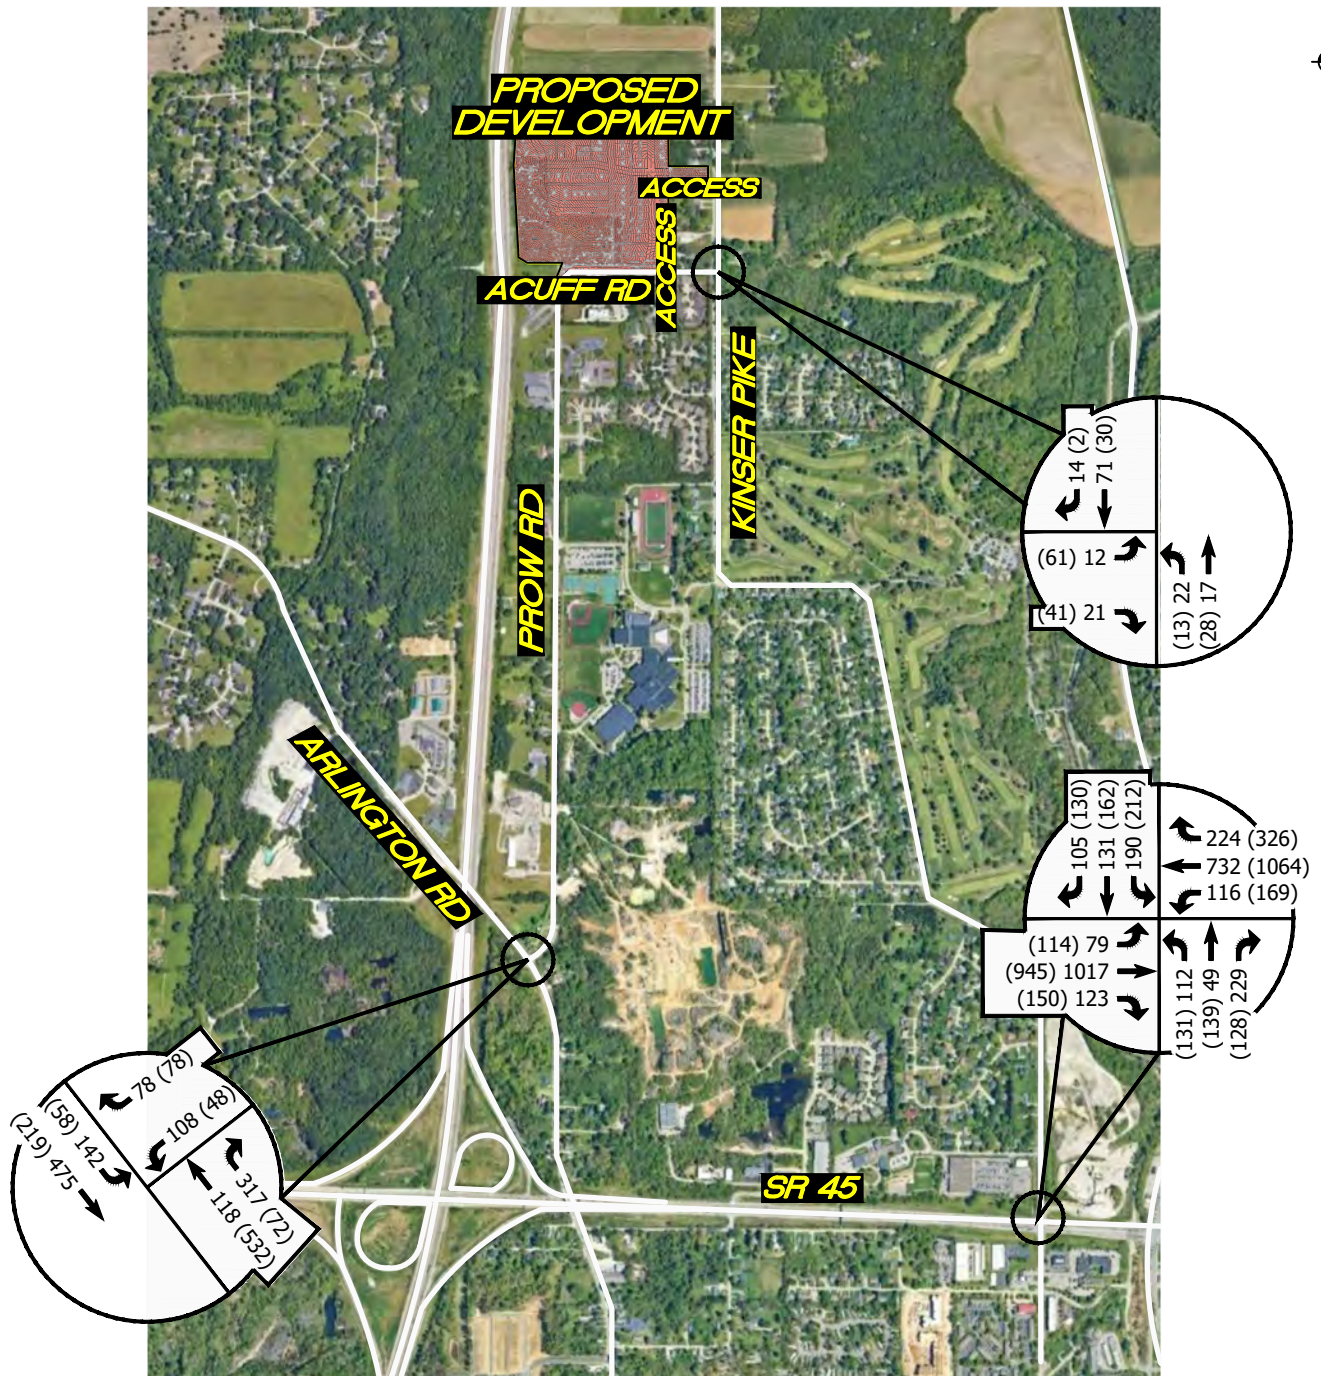 PROPOSED
DEVELOPMENT
ACCESS
ACCESS
ACUFF RD
KINSER PIKE
PROW RD
ARLINGTON RD
SR 45
14 (2)
71 (30)
(61) 12
(41) 21
(13) 22
(28) 17
105 (130)
131 (162)
190 (212)
224 (326)
732 (1064)
116 (169)
(114) 79
(945) 1017
(150) 123
(131) 112
(139) 49
(128) 229
78 (78)
108 (48)
(58) 142
(219) 475
317 (72)
118 (532)